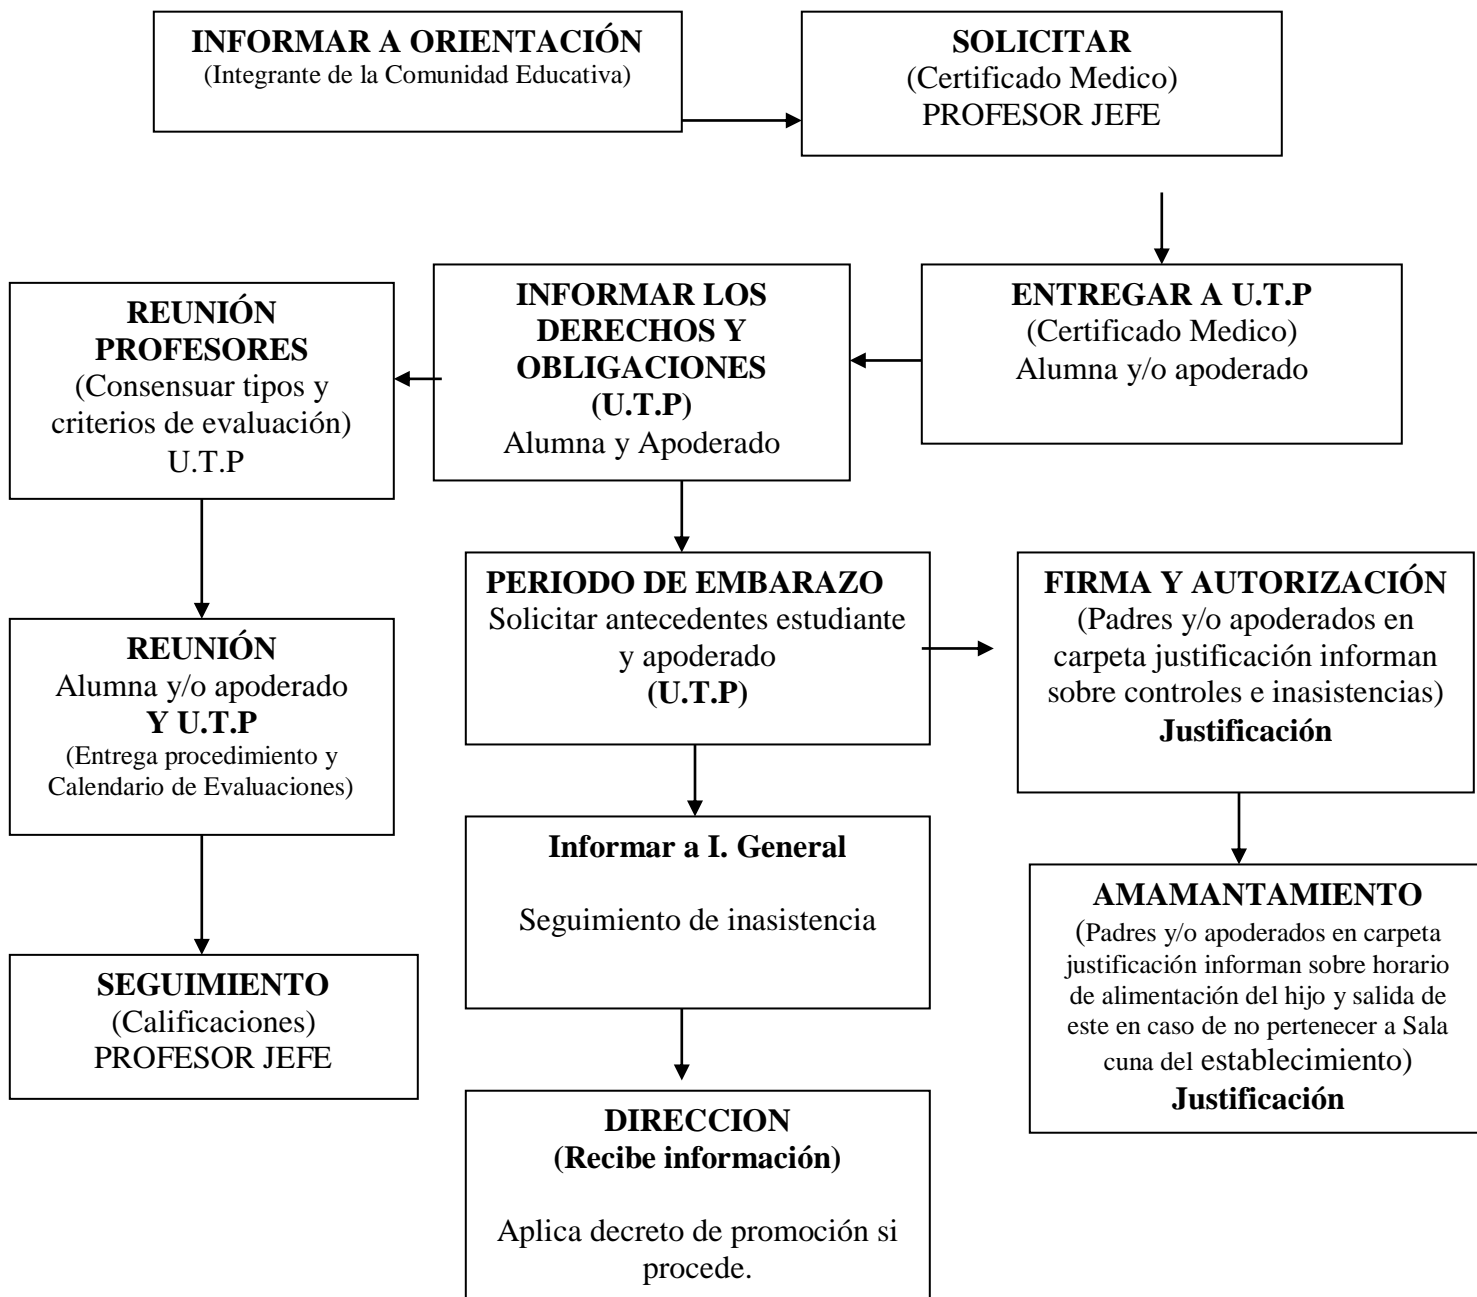 INFORMAR A ORIENTACIÓN
(Integrante de la Comunidad Educativa)
SOLICITAR
(Certificado Medico)
PROFESOR JEFE
ENTREGAR A U.T.P
(Certificado Medico)
Alumna y/o apoderado
INFORMAR LOS
DERECHOS Y
OBLIGACIONES
(U.T.P)
Alumna y Apoderado
REUNIÓN
PROFESORES
(Consensuar tipos y
criterios de evaluación)
U.T.P
REUNIÓN
Alumna y/o apoderado
Y U.T.P
(Entrega procedimiento y
Calendario de Evaluaciones)
SEGUIMIENTO
(Calificaciones)
PROFESOR JEFE
PERIODO DE EMBARAZO
Solicitar antecedentes estudiante
y apoderado
(U.T.P)
Informar a I. General
Seguimiento de inasistencia
DIRECCION
(Recibe información)
Aplica decreto de promoción si
procede.
FIRMA Y AUTORIZACIÓN
(Padres y/o apoderados en
carpeta justificación informan
sobre controles e inasistencias)
Justificación
AMAMANTAMIENTO
(Padres y/o apoderados en carpeta
justificación informan sobre horario
de alimentación del hijo y salida de
este en caso de no pertenecer a Sala
cuna del establecimiento)
Justificación